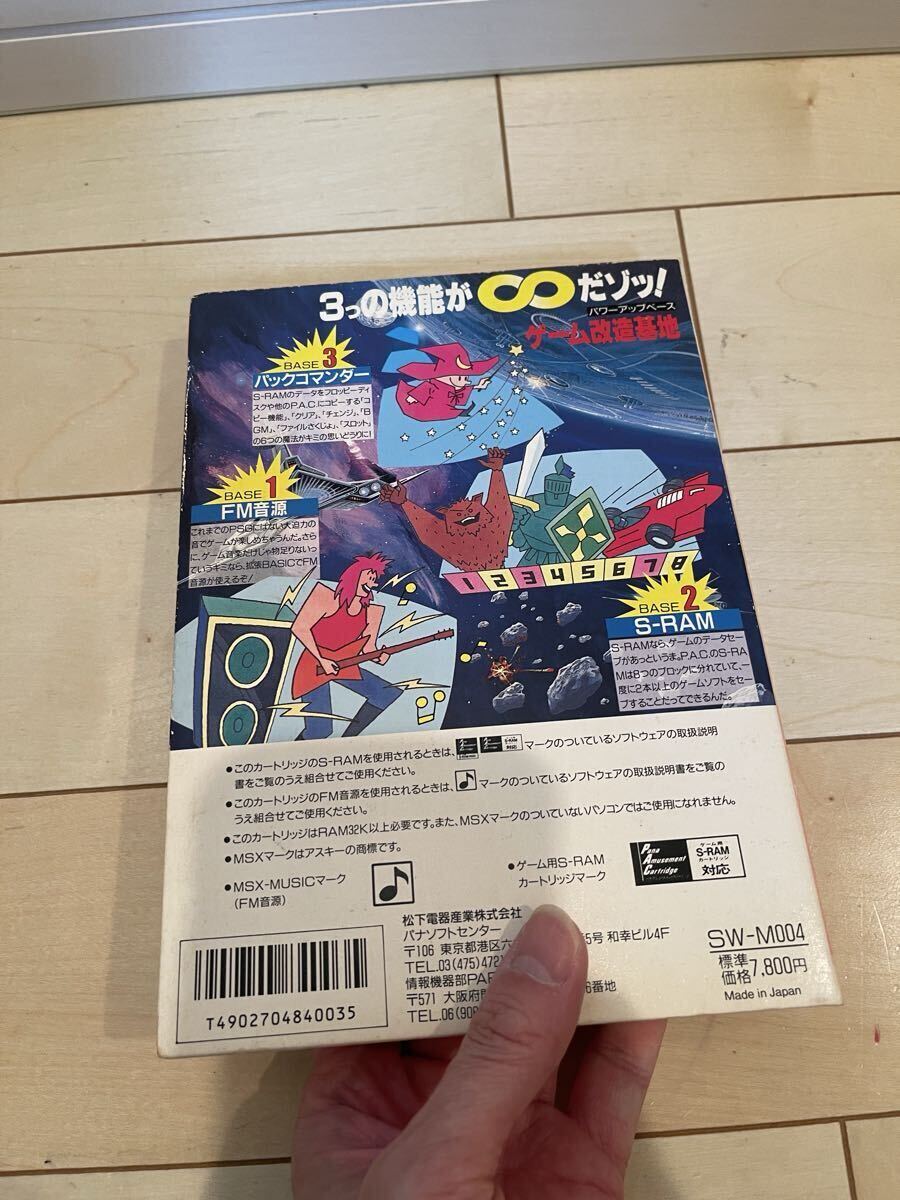 3つの機能が∞だゾッ!
パワーアップベース
ゲーム改造基地
BASE 3
パックコマンダー
S-RAMのデータをフロッピーディ
スクや他のP.A.C.にコピーする「コ
ピー機能」、「クリア」、「チェンジ」、「B
GM」、「ファイルさくじょ」、「スロット」
の6つの魔法がキミの思いどうりに!
BASE 1
FM音源
これまでのPSGにはない大迫力の
音でゲームが楽しめちゃうんだ。さら
に、ゲーム音楽だけじゃ物足りないっ
ていうキミなら、拡張BASICでFM
音源が使えるぞ!
1 2 3 4 5 6 7 8
BASE 2
S-RAM
S-RAMなら、ゲームのデータセー
ブがあっというま。P.A.C.のS-RA
Mは8つのブロックに分れていて、一
度に2本以上のゲームソフトをセー
ブすることだってできるんだ。
●このカートリッジのS-RAMを使用されるときは、マークのついているソフトウェアの取扱説明
書をご覧のうえ組合せてご使用ください。
●このカートリッジのFM音源を使用されるときは、マークのついているソフトウェアの取扱説明書をご覧の
うえ組合せてご使用ください。
●このカートリッジはRAM32K以上必要です。また、MSXマークのついていないパソコンではご使用になれません。
●MSXマークはアスキーの商標です。
●MSX-MUSICマーク
(FM音源)
●ゲーム用S-RAM
カートリッジマーク
Pana
Amusement
Cartridge
ゲーム用
S-RAM
カートリッジ
対応
松下電器産業株式会社
パナソフトセンター
〒106 東京都港区六 5号 和幸ビル4F
TEL.03(475)472
情報機器部
〒571 大阪府門 6番地
TEL.06(90
SW-M004
標準
価格7,800円
Made in Japan
T4902704840035